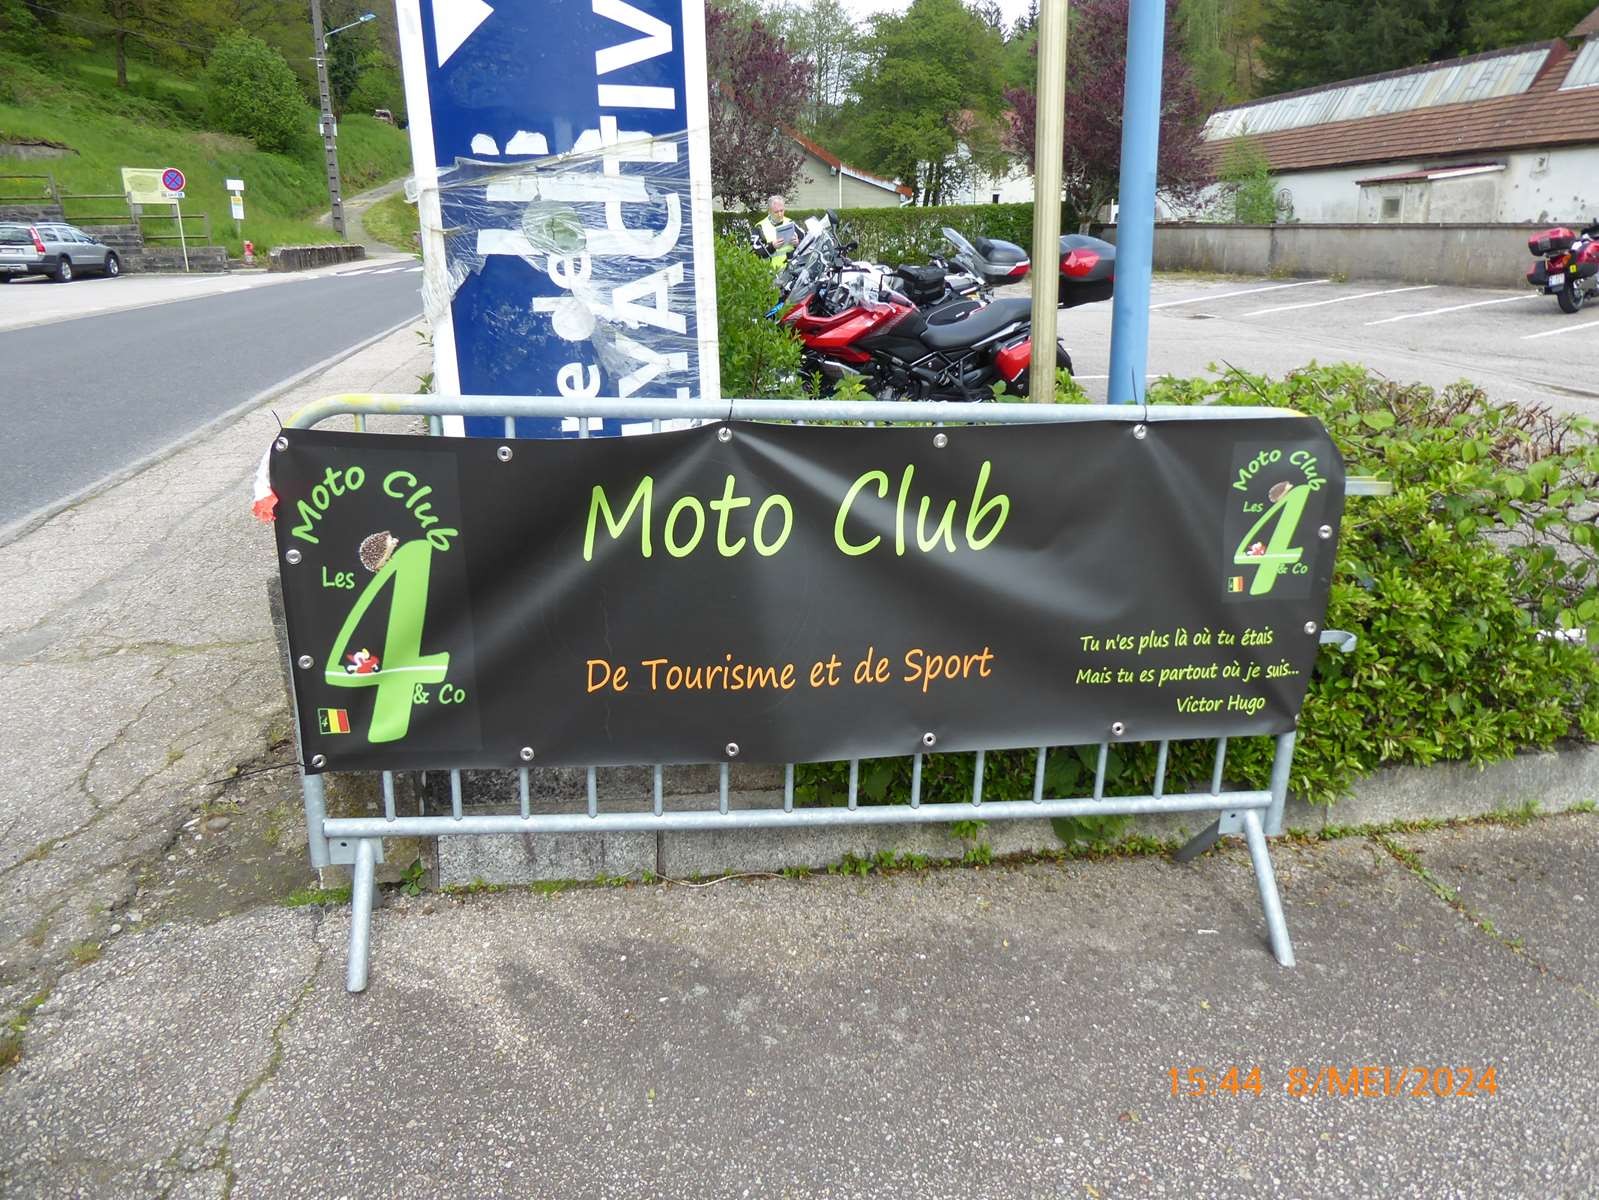 Moto Club
Les
4
& Co
4
Moto Club
De Tourisme et de Sport
Moto Club
Les
4
& Co
Tu n'es plus là où tu étais
Mais tu es partout où je suis...
Victor Hugo
15:44 8/MEI/2024